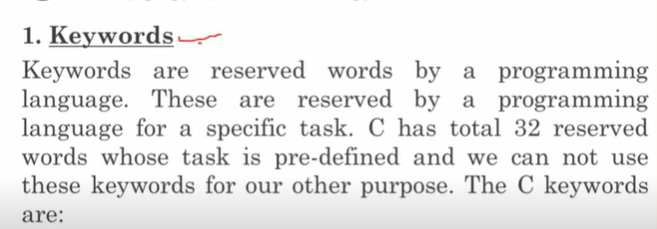 1. Keywords
Keywords are reserved words by a programming
language. These are reserved by a programming
language for a specific task. C has total 32 reserved
words whose task is pre-defined and we can not use
these keywords for our other purpose. The C keywords
are: